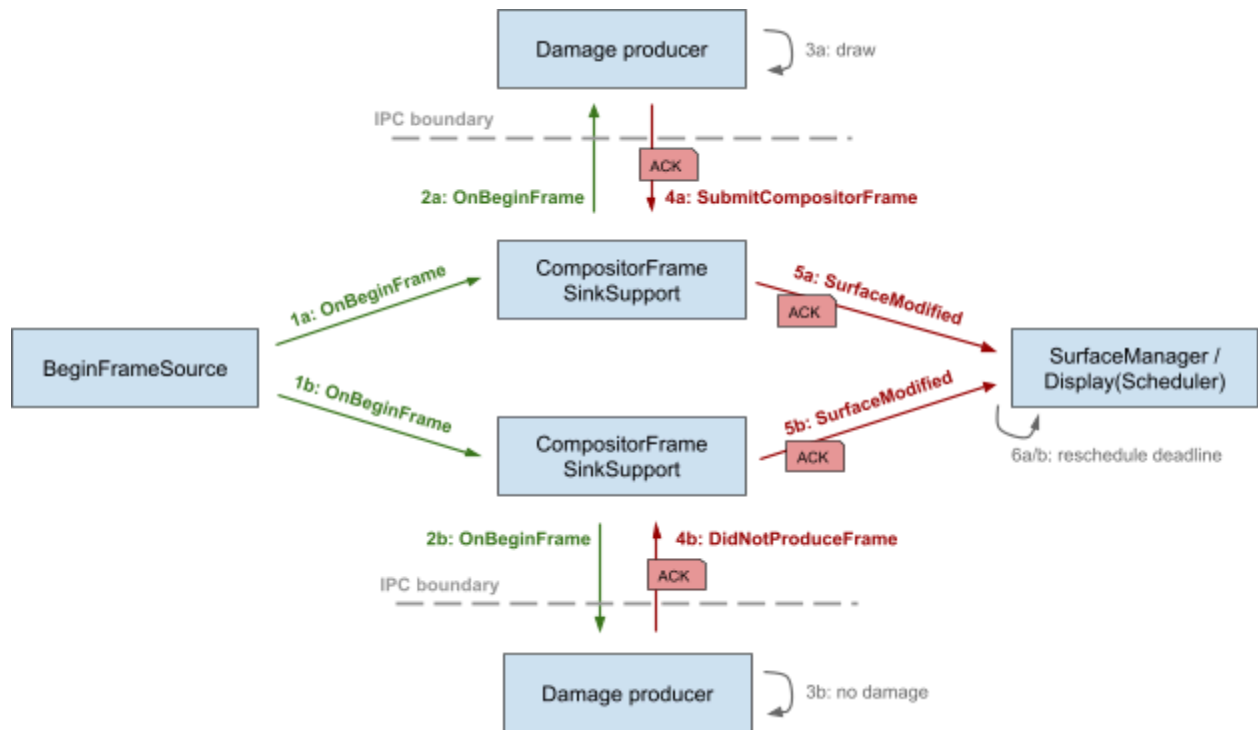 Damage producer
3a: draw
IPC boundary
ACK
2a: OnBeginFrame
4a: SubmitCompositorFrame
1a: OnBeginFrame
CompositorFrame
SinkSupport
5a: SurfaceModified
ACK
BeginFrameSource
SurfaceManager /
Display(Scheduler)
1b: OnBeginFrame
CompositorFrame
SinkSupport
5b: SurfaceModified
ACK
6a/b: reschedule deadline
2b: OnBeginFrame
4b: DidNotProduceFrame
ACK
IPC boundary
Damage producer
3b: no damage